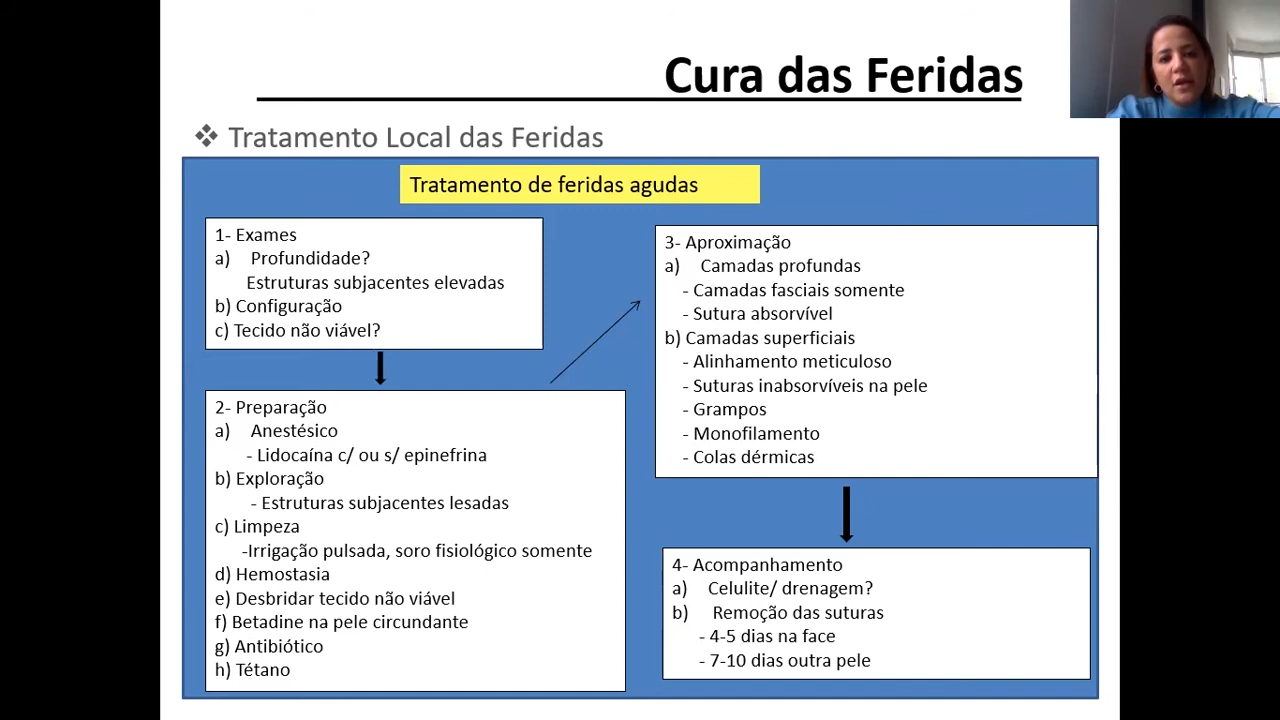 Cura das Feridas
Tratamento Local das Feridas
Tratamento de feridas agudas
1- Exames
a) Profundidade?
Estruturas subjacentes elevadas
b) Configuração
c) Tecido não viável?
2- Preparação
a) Anestésico
- Lidocaína c/ ou s/ epinefrina
b) Exploração
- Estruturas subjacentes lesadas
c) Limpeza
-Irrigação pulsada, soro fisiológico somente
d) Hemostasia
e) Desbridar tecido não viável
f) Betadine na pele circundante
g) Antibiótico
h) Tétano
3- Aproximação
a) Camadas profundas
- Camadas fasciais somente
- Sutura absorvível
b) Camadas superficiais
- Alinhamento meticuloso
- Suturas inabsorvíveis na pele
- Grampos
- Monofilamento
- Colas dérmicas
4- Acompanhamento
a) Celulite/ drenagem?
b) Remoção das suturas
- 4-5 dias na face
- 7-10 dias outra pele